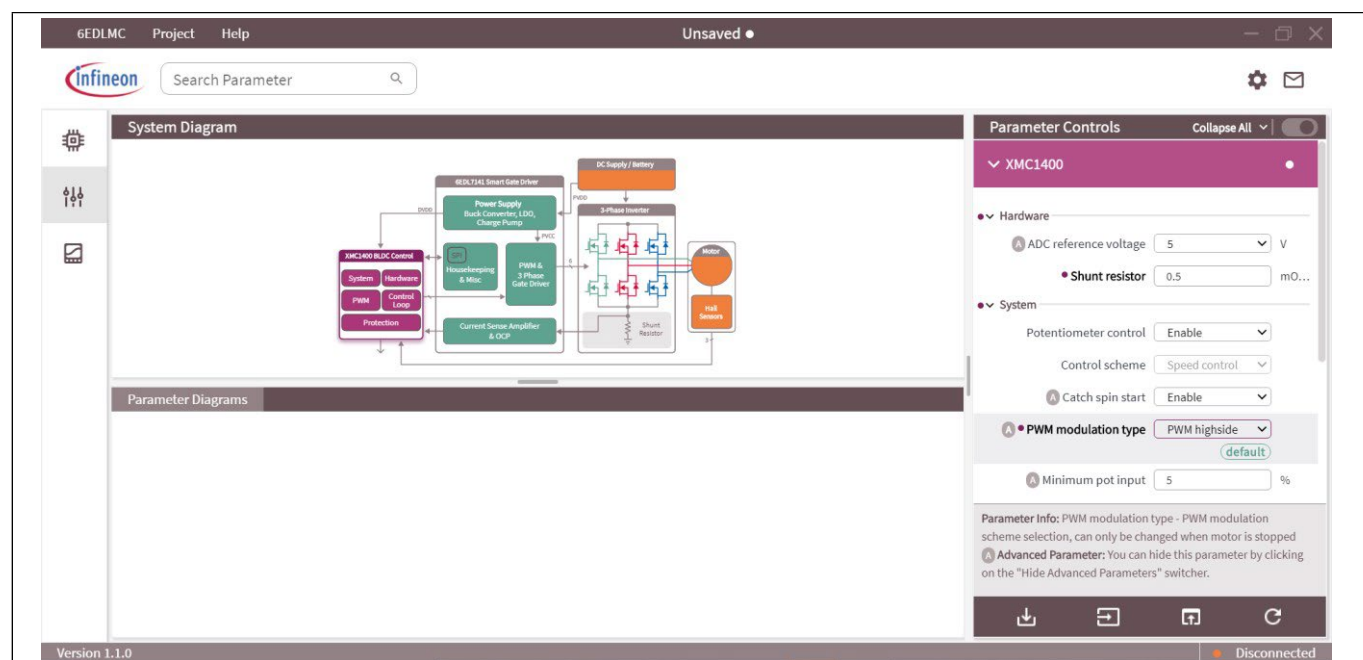 6EDLMC Project Help Unsaved ●
infineon Search Parameter
System Diagram
DC Supply / Battery
6EDL7141 Smart Gate Driver
PVDD
DVDD
Power Supply
Buck Converter, LDO,
Charge Pump
3-Phase Inverter
PVCC
XMC1400 BLDC Control
System Hardware
PWM Control
Loop
Protection
SPI
Housekeeping
& Misc
PWM &
3 Phase
Gate Driver
6
Current Sense Amplifier
& OCP
Shunt
Resistor
Motor
Hall
Sensors
3
Parameter Diagrams
Parameter Controls Collapse All
XMC1400
Hardware
A ADC reference voltage 5 V
Shunt resistor 0.5 mO...
System
Potentiometer control Enable
Control scheme Speed control
A Catch spin start Enable
A PWM modulation type PWM highside
default
A Minimum pot input 5 %
Parameter Info: PWM modulation type - PWM modulation
scheme selection, can only be changed when motor is stopped
A Advanced Parameter: You can hide this parameter by clicking
on the "Hide Advanced Parameters" switcher.
Version 1.1.0 Disconnected